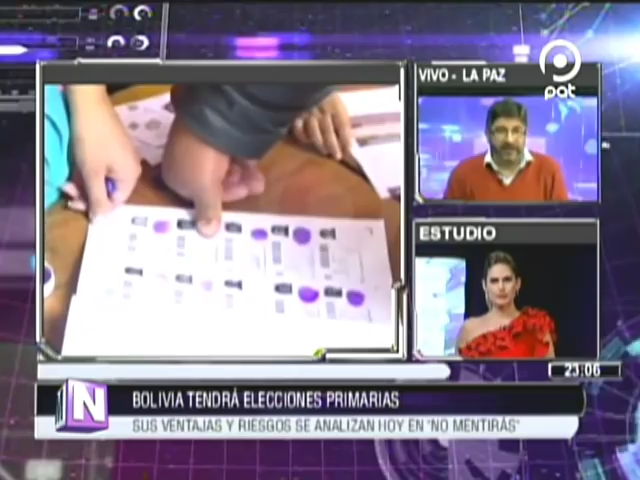 VIVO - LA PAZ
pat
ESTUDIO
23:06
N
BOLIVIA TENDRÁ ELECCIONES PRIMARIAS
SUS VENTAJAS Y RIESGOS SE ANALIZAN HOY EN "NO MENTIRÁS"